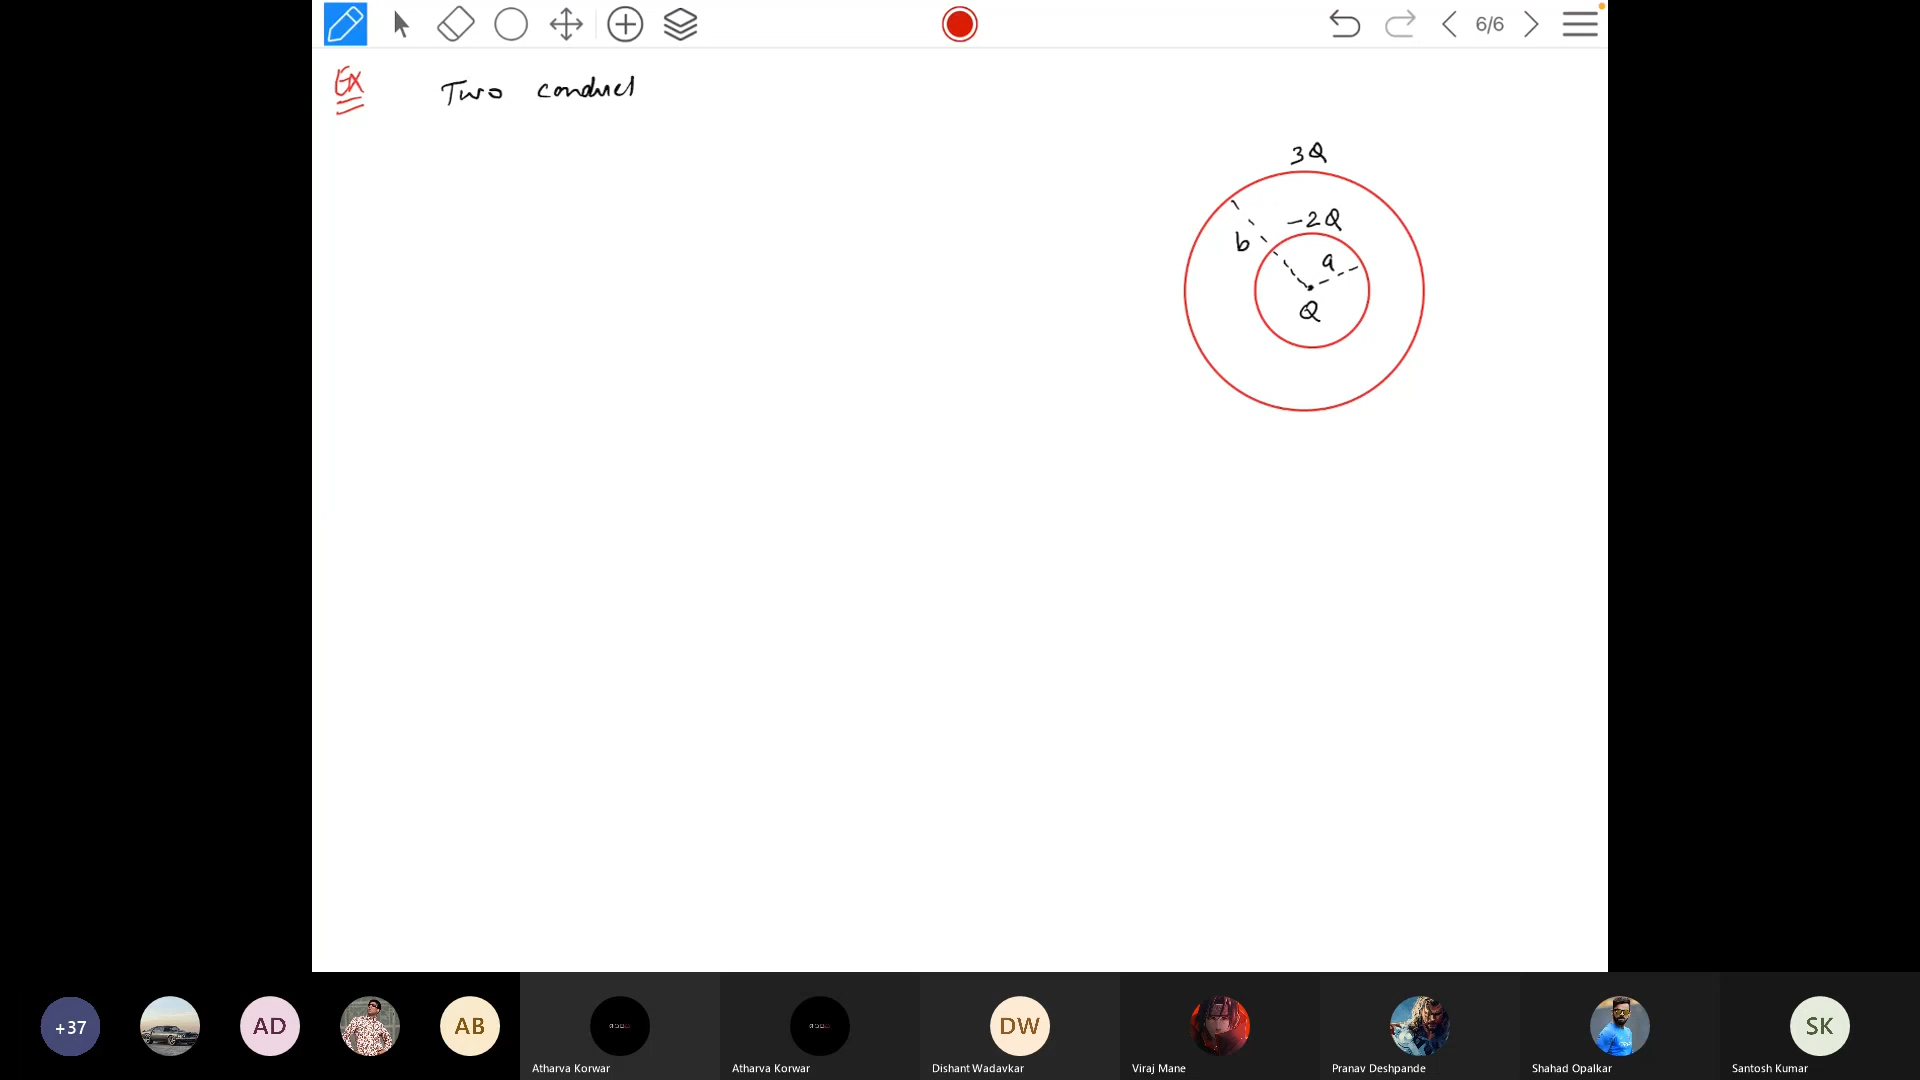 6/6
Ex Two conduct
3Q
-2Q
b
a
Q
+37
AD
AB
DW
SK
Atharva Korwar
Atharva Korwar
Dishant Wadavkar
Viraj Mane
Pranav Deshpande
Shahad Opalkar
Santosh Kumar